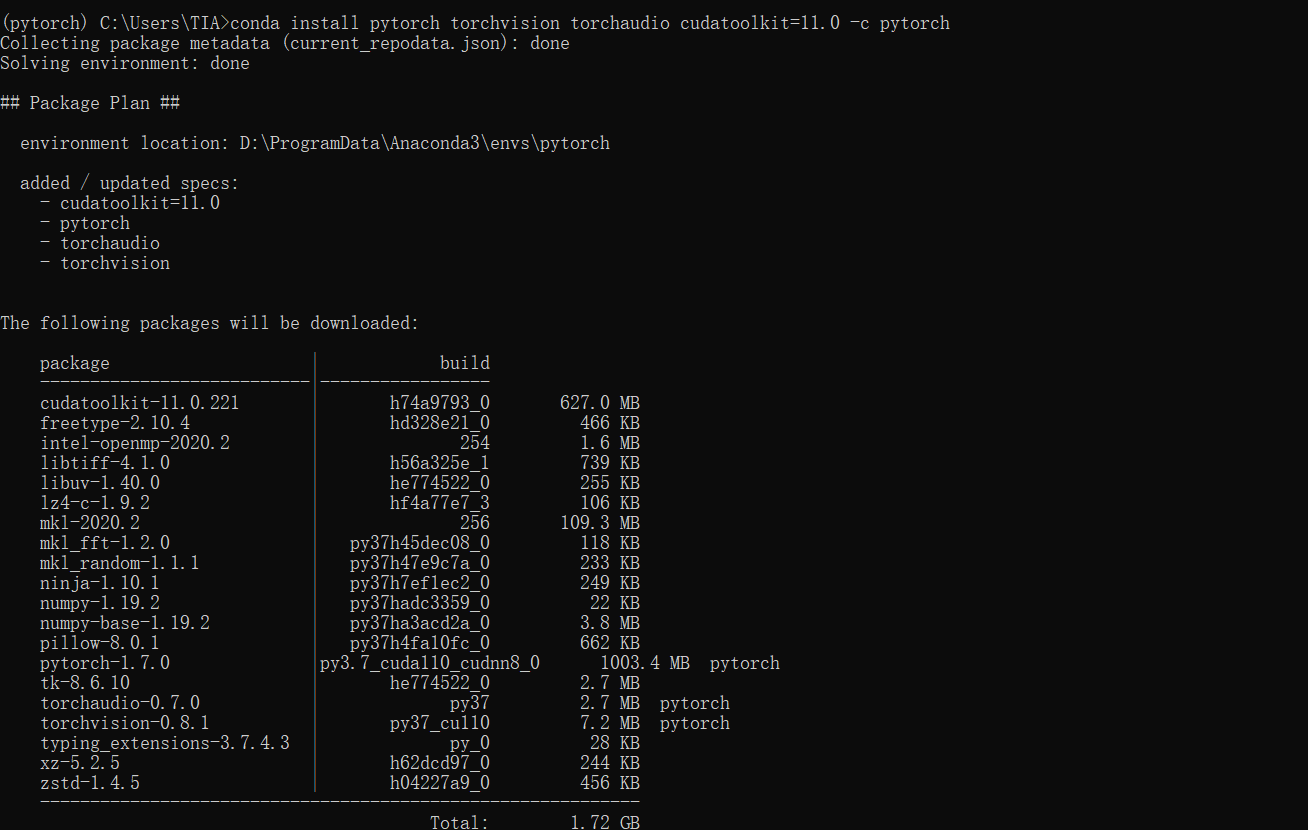 (pytorch) C:\Users\TIA>conda install pytorch torchvision torchaudio cudatoolkit=11.0 -c pytorch
Collecting package metadata (current_repodata.json): done
Solving environment: done
## Package Plan ##
environment location: D:\ProgramData\Anaconda3\envs\pytorch
added / updated specs:
- cudatoolkit=11.0
- pytorch
- torchaudio
- torchvision
The following packages will be downloaded:
package | build
---------------------------|-----------------
cudatoolkit-11.0.221 | h74a9793_0 627.0 MB
freetype-2.10.4 | hd328e21_0 466 KB
intel-openmp-2020.2 | 254 1.6 MB
libtiff-4.1.0 | h56a325e_1 739 KB
libuv-1.40.0 | he774522_0 255 KB
lz4-c-1.9.2 | hf4a77e7_3 106 KB
mkl-2020.2 | 256 109.3 MB
mkl_fft-1.2.0 | py37h45dec08_0 118 KB
mkl_random-1.1.1 | py37h47e9c7a_0 233 KB
ninja-1.10.1 | py37h7ef1ec2_0 249 KB
numpy-1.19.2 | py37hadc3359_0 22 KB
numpy-base-1.19.2 | py37ha3acd2a_0 3.8 MB
pillow-8.0.1 | py37h4fa10fc_0 662 KB
pytorch-1.7.0 |py3.7_cuda110_cudnn8_0 1003.4 MB pytorch
tk-8.6.10 | he774522_0 2.7 MB
torchaudio-0.7.0 | py37 2.7 MB pytorch
torchvision-0.8.1 | py37_cu110 7.2 MB pytorch
typing_extensions-3.7.4.3 | py_0 28 KB
xz-5.2.5 | h62dcd97_0 244 KB
zstd-1.4.5 | h04227a9_0 456 KB
------------------------------------------------------------
Total: 1.72 GB